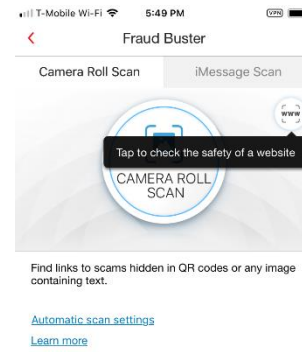 T-Mobile Wi-Fi 5:49 PM VPN
Fraud Buster
Camera Roll Scan iMessage Scan
www
Tap to check the safety of a website
CAMERA ROLL
SCAN
Find links to scams hidden in QR codes or any image
containing text.
Automatic scan settings
Learn more